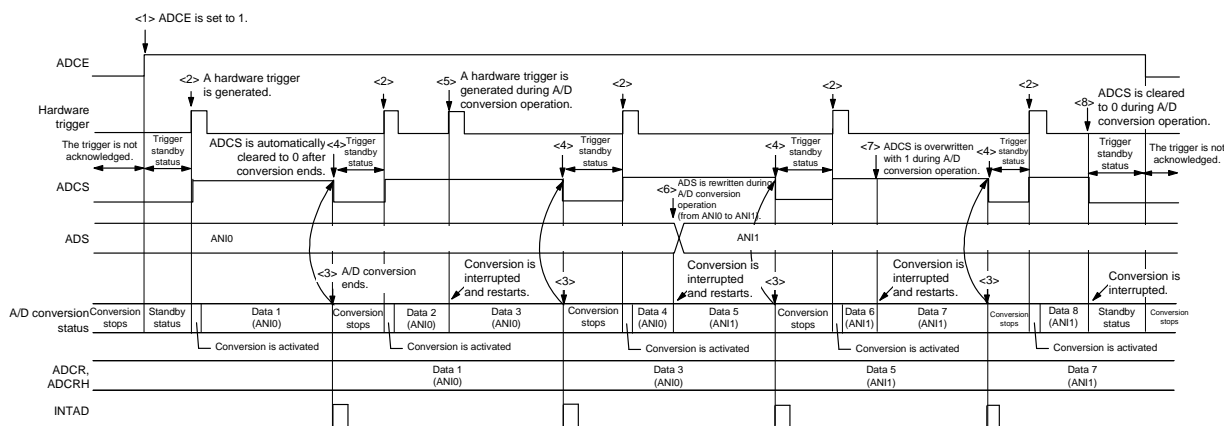 <1> ADCE is set to 1.
ADCE
<2> A hardware trigger
is generated.
<2>
<5> A hardware trigger is
generated during A/D
conversion operation.
<2>
<2>
<2>
<8> ADCS is cleared
to 0 during A/D
conversion operation.
Hardware
trigger
The trigger is not
acknowledged.
Trigger
standby
status
ADCS is automatically
cleared to 0 after
conversion ends.
<4>
Trigger
standby
status
<4>
Trigger
standby
status
<4>
Trigger
standby
status
<7> ADCS is overwritten
with 1 during A/D
conversion operation.
<4>
Trigger
standby
status
Trigger
standby
status
The trigger is not
acknowledged.
ADCS
<6> ADS is rewritten during
A/D conversion
operation
(from ANI0 to ANI1).
ADS
ANI0
ANI1
<3> A/D conversion
ends.
Conversion is
interrupted
and restarts.
<3>
Conversion is
interrupted
and restarts.
<3>
Conversion is
interrupted
and restarts.
<3>
Conversion is
interrupted.
A/D conversion
status
Conversion
stops
Standby
status
Data 1
(ANI0)
Conversion
stops
Data 2
(ANI0)
Data 3
(ANI0)
Conversion
stops
Data 4
(ANI0)
Data 5
(ANI1)
Conversion
stops
Data 6
(ANI1)
Data 7
(ANI1)
Conversion
stops
Data 8
(ANI1)
Standby
status
Conversion
stops
Conversion is activated
Conversion is activated
Conversion is activated
Conversion is activated
Conversion is activated
ADCR,
ADCRH
Data 1
(ANI0)
Data 3
(ANI0)
Data 5
(ANI1)
Data 7
(ANI1)
INTAD